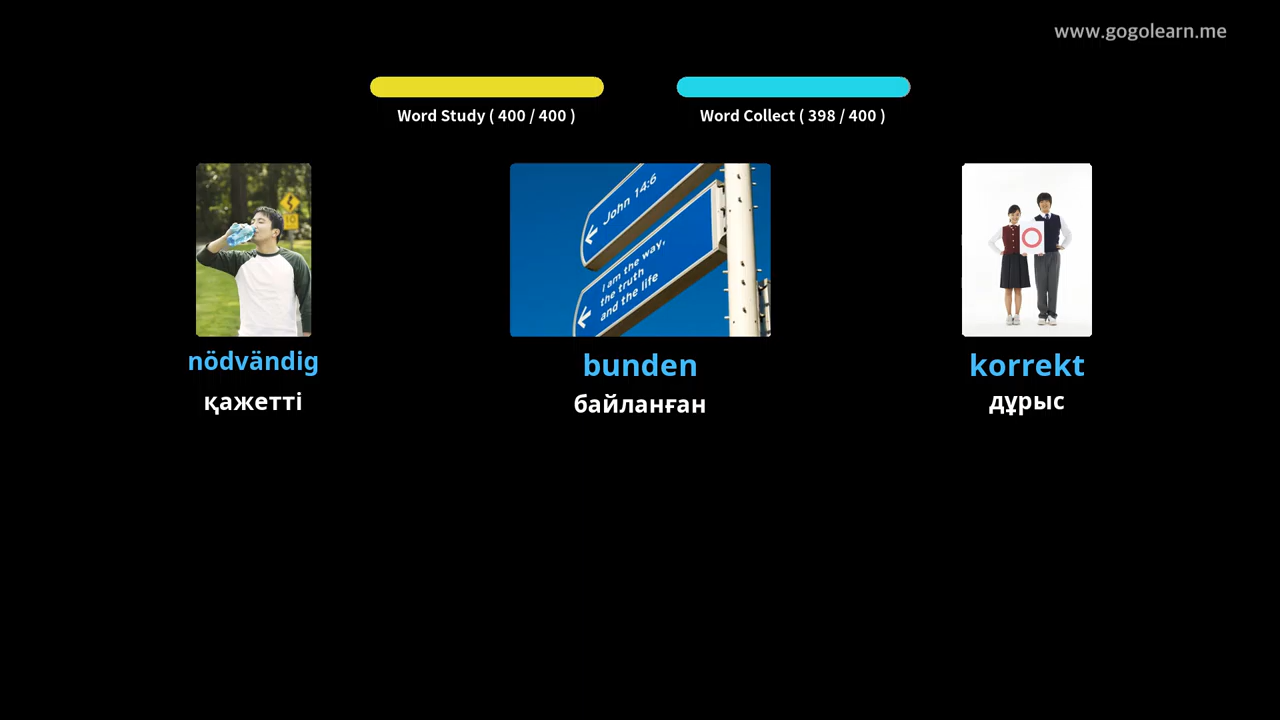 www.gogolearn.me
Word Study ( 400 / 400 )
Word Collect ( 398 / 400 )
John 14:6
I am the way,
the truth
and the life
nödvändig
bunden
korrekt
қажетті
байланған
дұрыс